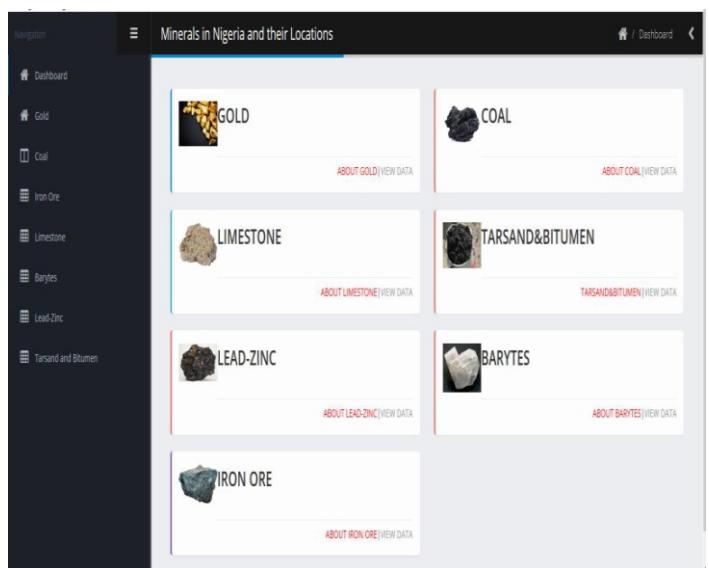 Navigation
Minerals in Nigeria and their Locations
/ Dashboard
Dashboard
Gold
Coal
Iron Ore
Limestone
Barytes
Lead-Zinc
Tarsand and Bitumen
GOLD
ABOUT GOLD|VIEW DATA
COAL
ABOUT COAL|VIEW DATA
LIMESTONE
ABOUT LIMESTONE|VIEW DATA
TARSAND&BITUMEN
TARSAND&BITUMEN|VIEW DATA
LEAD-ZINC
ABOUT LEAD-ZINC|VIEW DATA
BARYTES
ABOUT BARYTES|VIEW DATA
IRON ORE
ABOUT IRON ORE|VIEW DATA